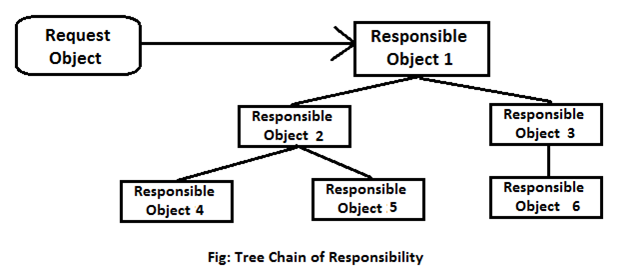 Request
Object
Responsible
Object 1
Responsible
Object 2
Responsible
Object 3
Responsible
Object 4
Responsible
Object 5
Responsible
Object 6
Fig: Tree Chain of Responsibility